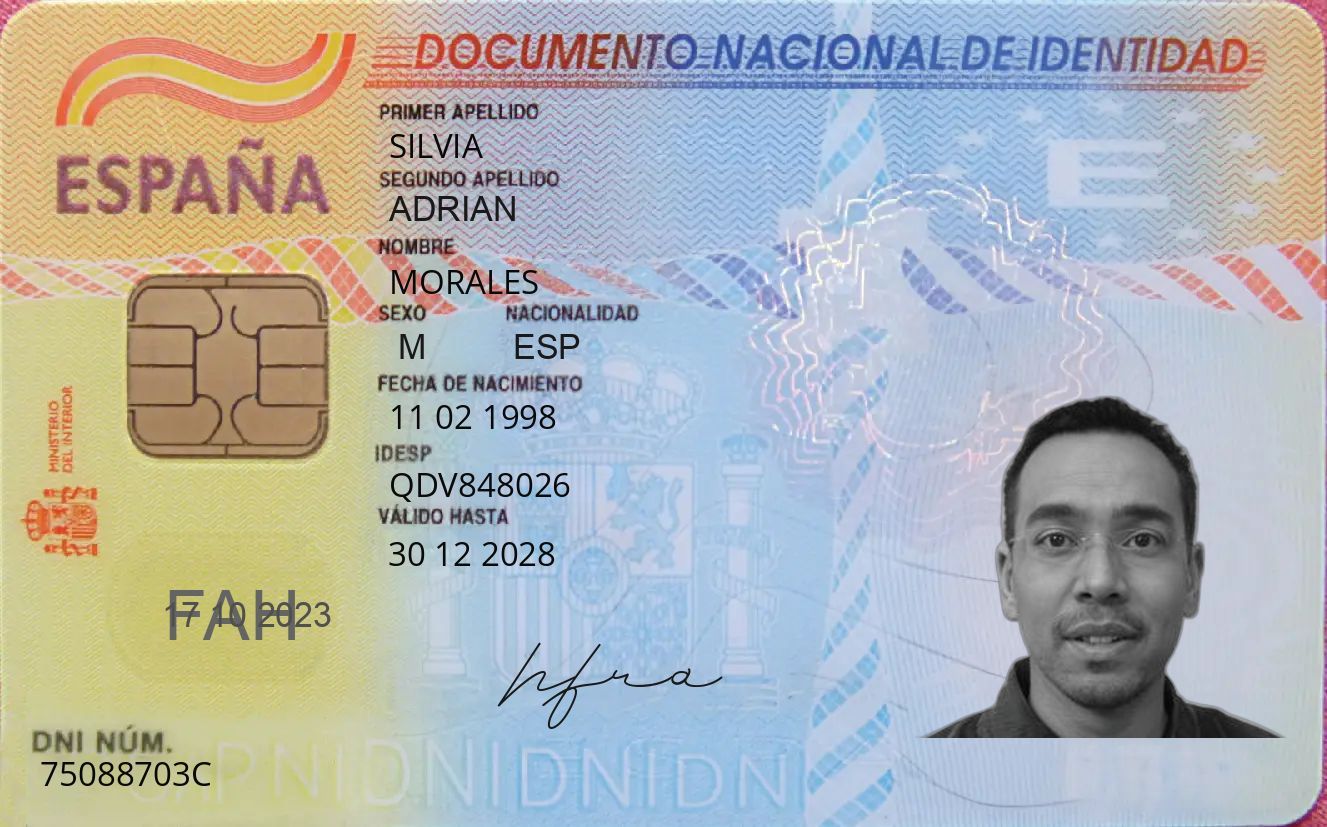 DOCUMENTO NACIONAL DE IDENTIDAD
ESPAÑA
PRIMER APELLIDO
SILVIA
SEGUNDO APELLIDO
ADRIAN
NOMBRE
MORALES
SEXO NACIONALIDAD
M ESP
FECHA DE NACIMIENTO
11 02 1998
IDESP
QDV848026
VÁLIDO HASTA
30 12 2028
MINISTERIO
DEL INTERIOR
E
FAH
17 10 2023
hfra
DNI NÚM.
75088703C
DNIDNIDNIDN